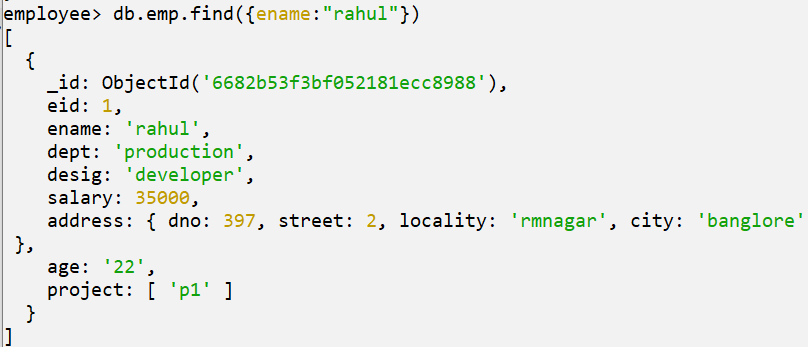 employee> db.emp.find({ename:"rahul"})
[
  {
    _id: ObjectId('6682b53f3bf052181ecc8988'),
    eid: 1,
    ename: 'rahul',
    dept: 'production',
    desig: 'developer',
    salary: 35000,
    address: { dno: 397, street: 2, locality: 'rmnagar', city: 'banglore'
 },
    age: '22',
    project: [ 'p1' ]
  }
]